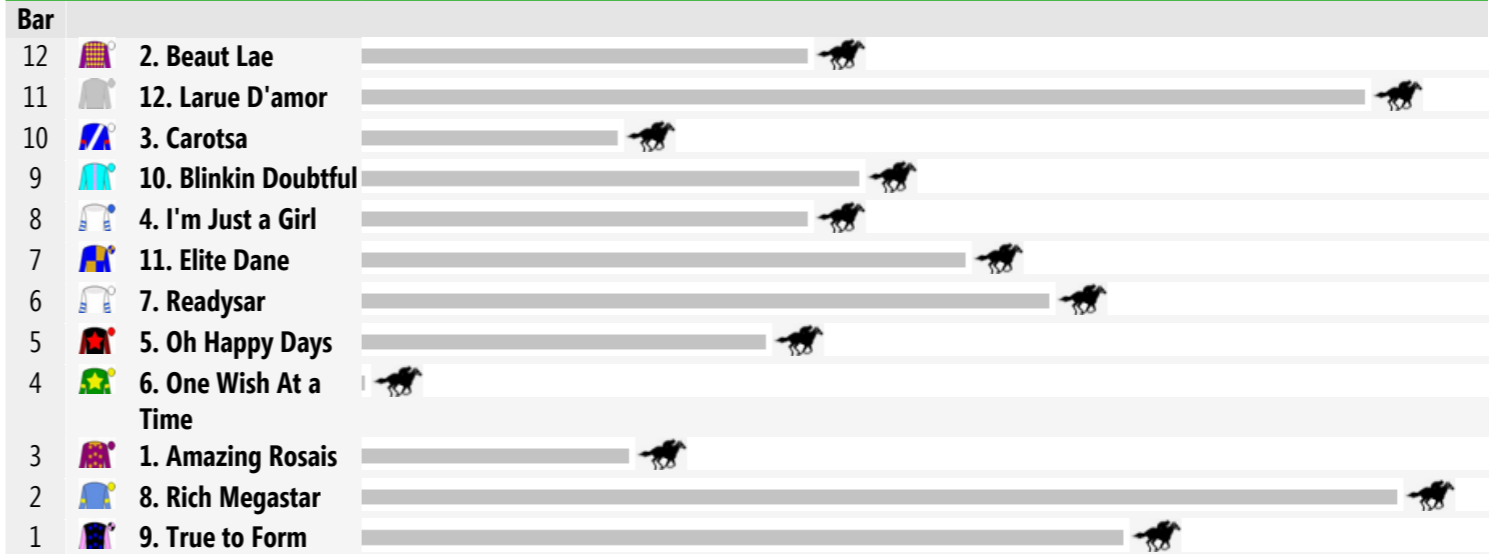 Bar
12 2. Beaut Lae
11 12. Larue D'amor
10 3. Carotsa
9 10. Blinkin Doubtful
8 4. I'm Just a Girl
7 11. Elite Dane
6 7. Readysar
5 5. Oh Happy Days
4 6. One Wish At a
Time
3 1. Amazing Rosais
2 8. Rich Megastar
1 9. True to Form